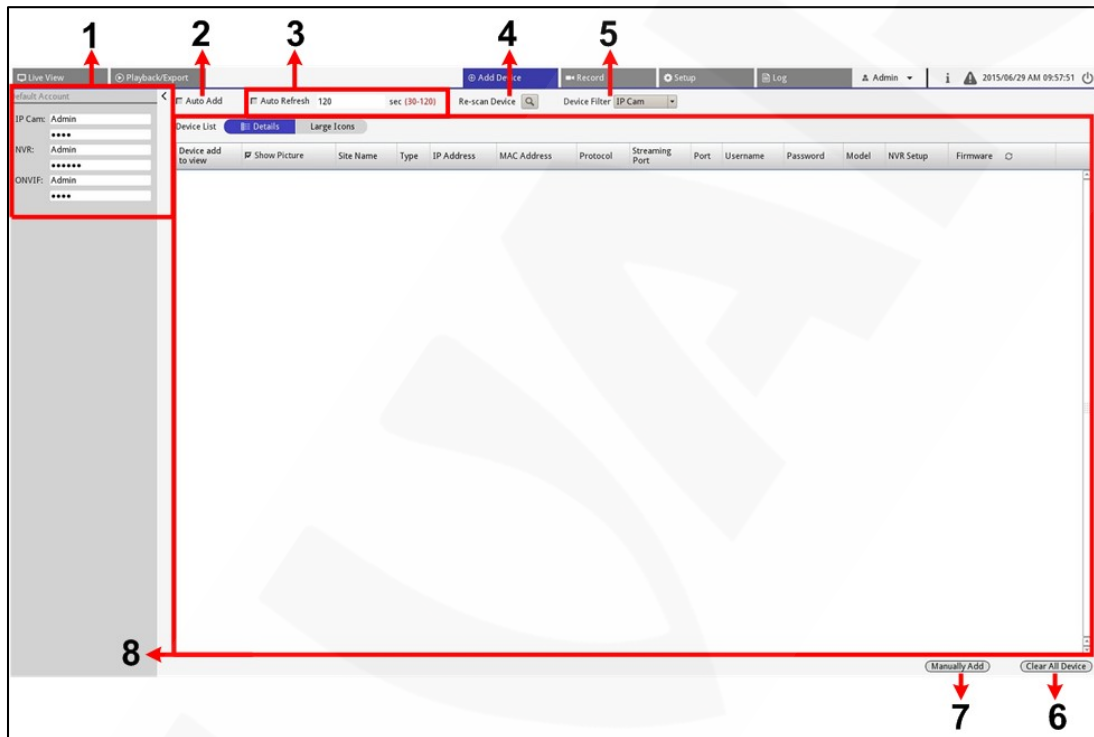 1 2 3 4 5
Live View Playback/Export Add Device Record Setup Log Admin i 2015/06/29 AM 09:57:51
efault Account < Auto Add Auto Refresh 120 sec (30-120) Re-scan Device Device Filter IP Cam
IP Cam: Admin
••••
NVR: Admin
••••••
ONVIF: Admin
••••
Device List Details Large Icons
Device add to view Show Picture Site Name Type IP Address MAC Address Protocol Streaming Port Port Username Password Model NVR Setup Firmware
8
Manually Add Clear All Device
7 6